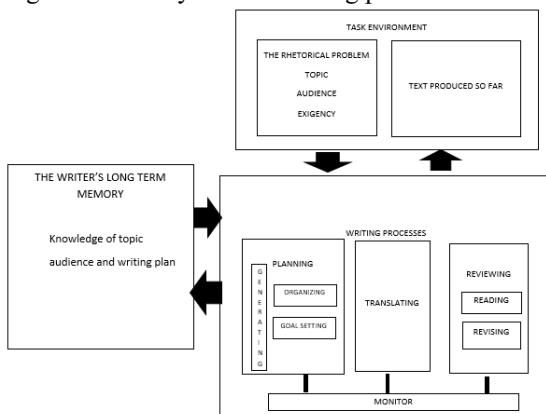 TASK ENVIRONMENT
THE RHETORICAL PROBLEM
TOPIC
AUDIENCE
EXIGENCY
TEXT PRODUCED SO FAR
THE WRITER'S LONG TERM
MEMORY
Knowledge of topic
audience and writing plan
WRITING PROCESSES
PLANNING
GENERATING
ORGANIZING
GOAL SETTING
TRANSLATING
REVIEWING
READING
REVISING
MONITOR